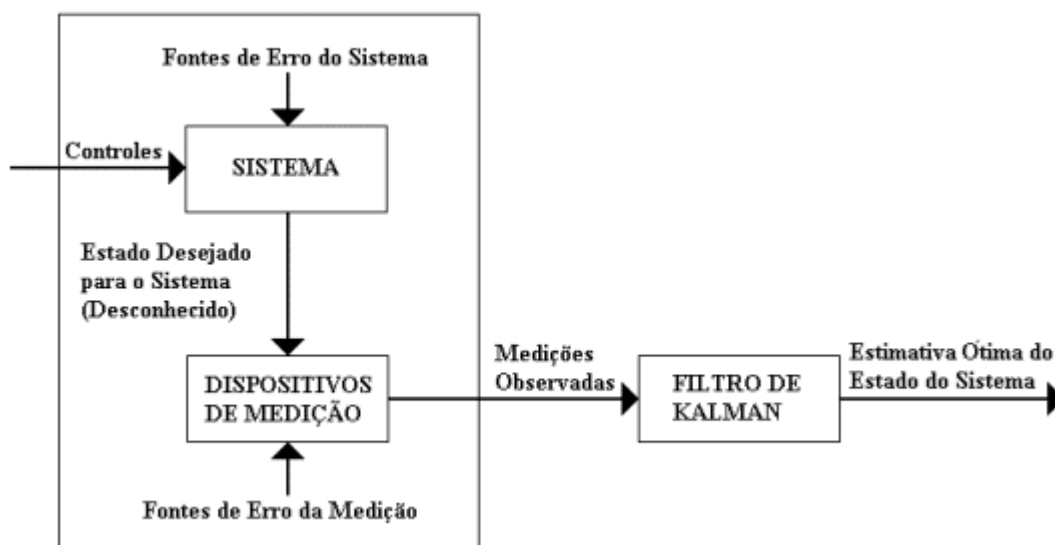 Fontes de Erro do Sistema
Controles
SISTEMA
Estado Desejado
para o Sistema
(Desconhecido)
DISPOSITIVOS
DE MEDIÇÃO
Medições
Observadas
FILTRO DE
KALMAN
Estimativa Ótima do
Estado do Sistema
Fontes de Erro da Medição